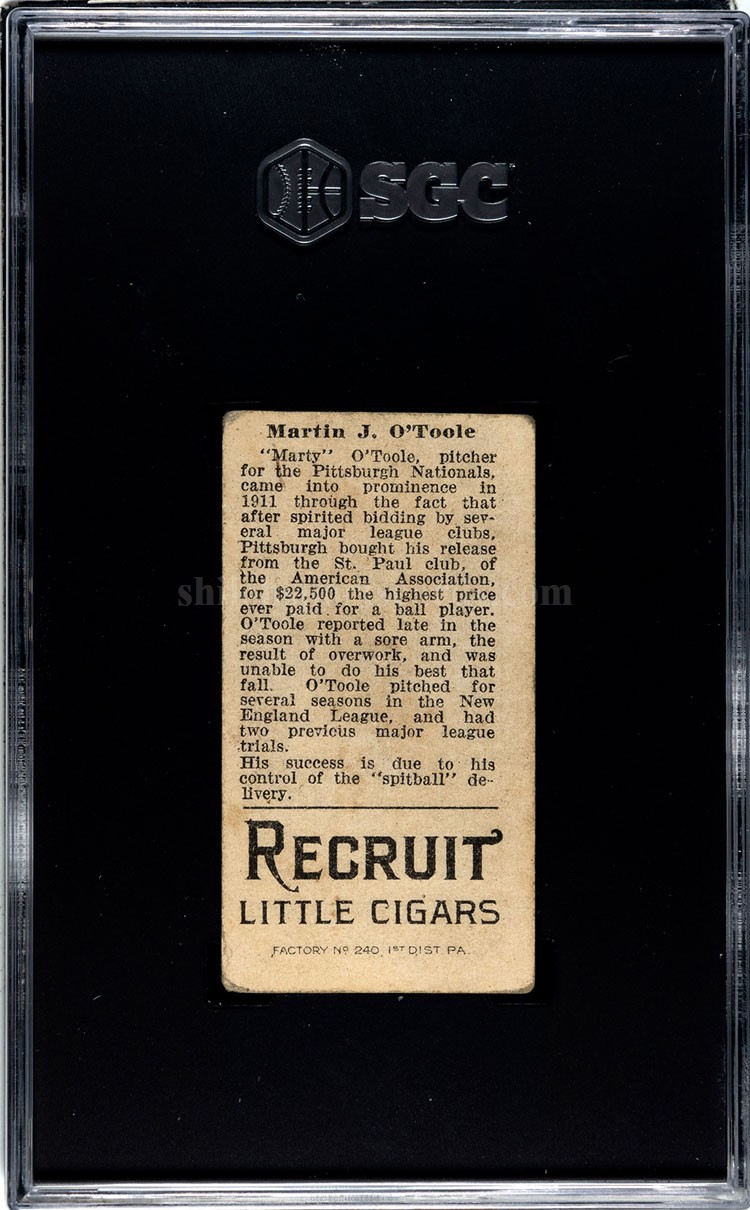 SGC
Martin J. O'Toole
"Marty" O'Toole, pitcher
for the Pittsburgh Nationals,
came into prominence in
1911 through the fact that
after spirited bidding by sev-
eral major league clubs,
Pittsburgh bought his release
from the St. Paul club, of
the American Association,
for $22,500 the highest price
ever paid for a ball player.
O'Toole reported late in the
season with a sore arm, the
result of overwork, and was
unable to do his best that
fall. O'Toole pitched for
several seasons in the New
England League, and had
two previous major league
trials.
His success is due to his
control of the "spitball" de-
livery.
RECRUIT
LITTLE CIGARS
FACTORY Nº 240, 1ST DIST. PA.